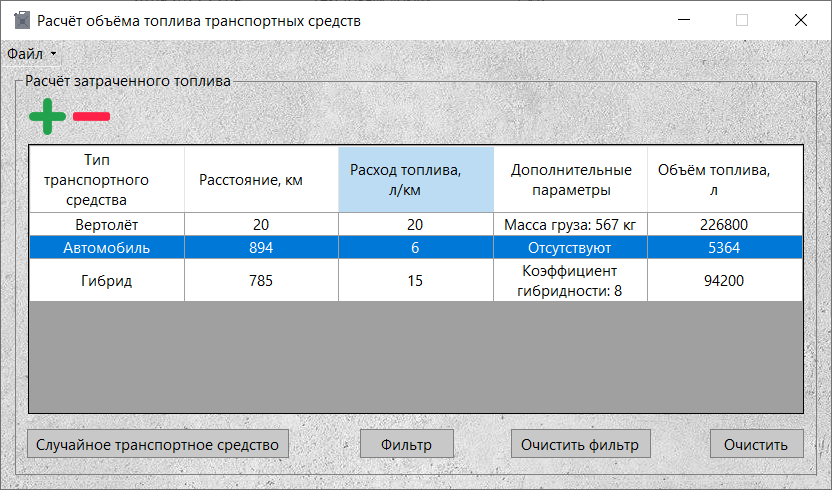 Расчёт объёма топлива транспортных средств
Файл
Расчёт затраченного топлива
Тип транспортного средства
Расстояние, км
Расход топлива, л/км
Дополнительные параметры
Объём топлива, л
Вертолёт 20 20 Масса груза: 567 кг 226800
Автомобиль 894 6 Отсутствуют 5364
Гибрид 785 15 Коэффициент гибридности: 8 94200
Случайное транспортное средство
Фильтр
Очистить фильтр
Очистить